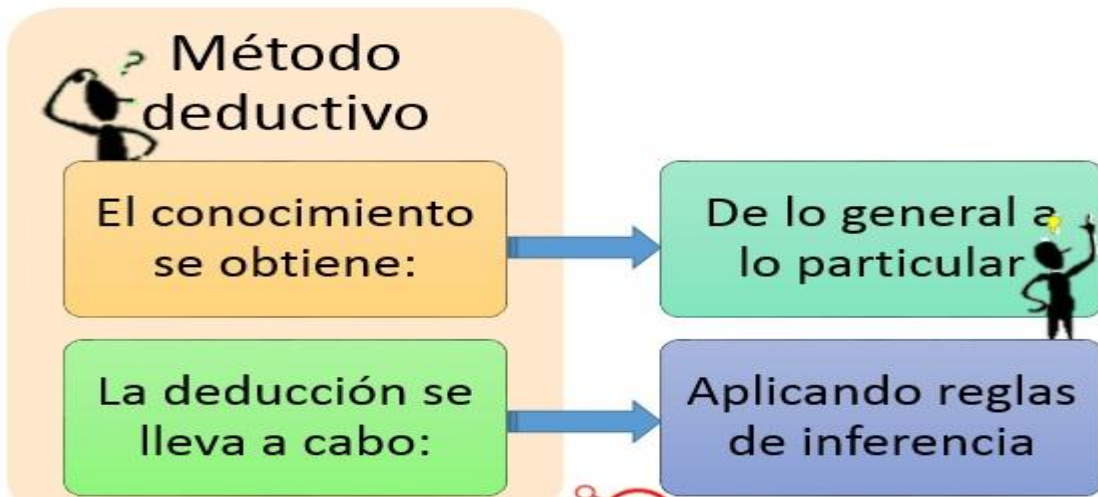 Método
deductivo
El conocimiento
se obtiene:
De lo general a
lo particular
La deducción se
lleva a cabo:
Aplicando reglas
de inferencia